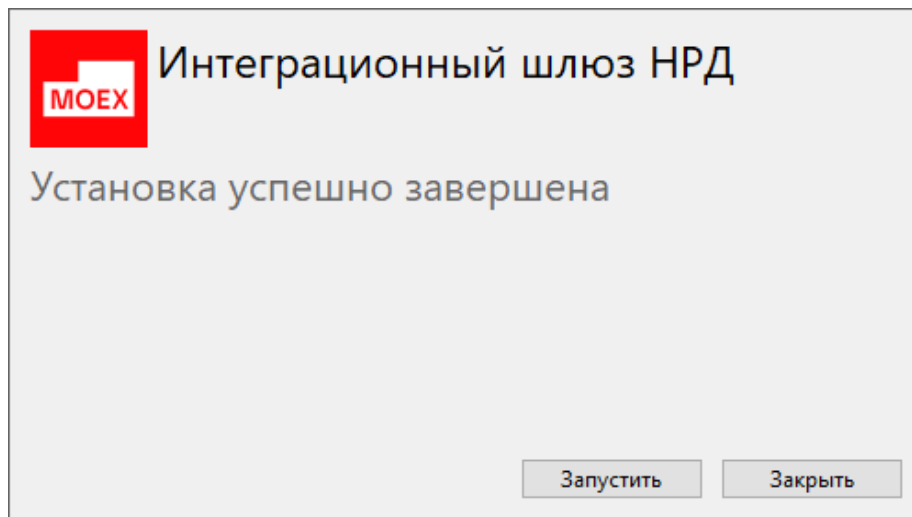 MOEX
Интеграционный шлюз НРД
Установка успешно завершена
Запустить
Закрыть